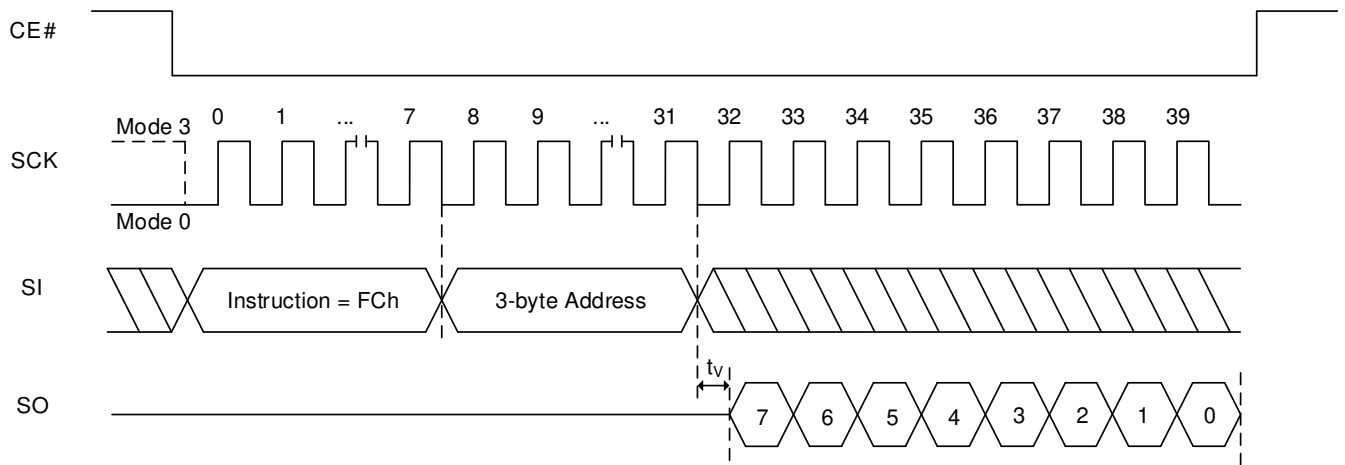 CE#
Mode 3 0 1 ... 7 8 9 ... 31 32 33 34 35 36 37 38 39
SCK
Mode 0
SI
Instruction = FCh 3-byte Address
tV
SO
7 6 5 4 3 2 1 0